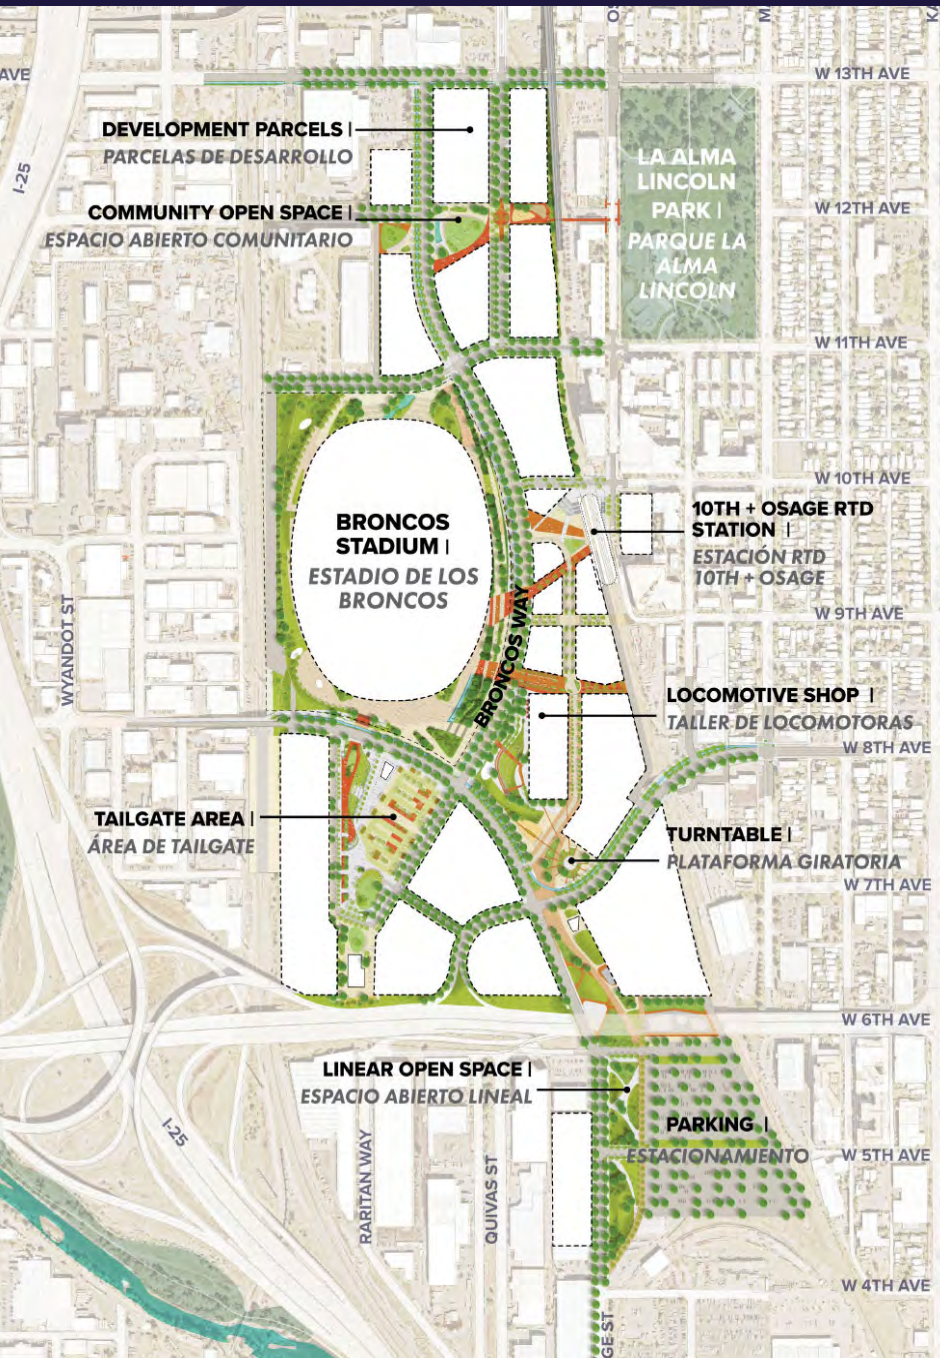 AVE
W 13TH AVE
I-25
DEVELOPMENT PARCELS |
PARCELAS DE DESARROLLO
LA ALMA
LINCOLN
PARK |
PARQUE LA
ALMA
LINCOLN
COMMUNITY OPEN SPACE |
ESPACIO ABIERTO COMUNITARIO
W 12TH AVE
W 11TH AVE
W 10TH AVE
BRONCOS
STADIUM |
ESTADIO DE LOS
BRONCOS
10TH + OSAGE RTD
STATION |
ESTACIÓN RTD
10TH + OSAGE
W 9TH AVE
WYANDOT ST
BRONCOS WAY
LOCOMOTIVE SHOP |
TALLER DE LOCOMOTORAS
W 8TH AVE
TAILGATE AREA |
ÁREA DE TAILGATE
TURNTABLE |
PLATAFORMA GIRATORIA
W 7TH AVE
W 6TH AVE
LINEAR OPEN SPACE |
ESPACIO ABIERTO LINEAL
I-25
PARKING |
ESTACIONAMIENTO
W 5TH AVE
RARITAN WAY
QUIVAS ST
W 4TH AVE
GE ST